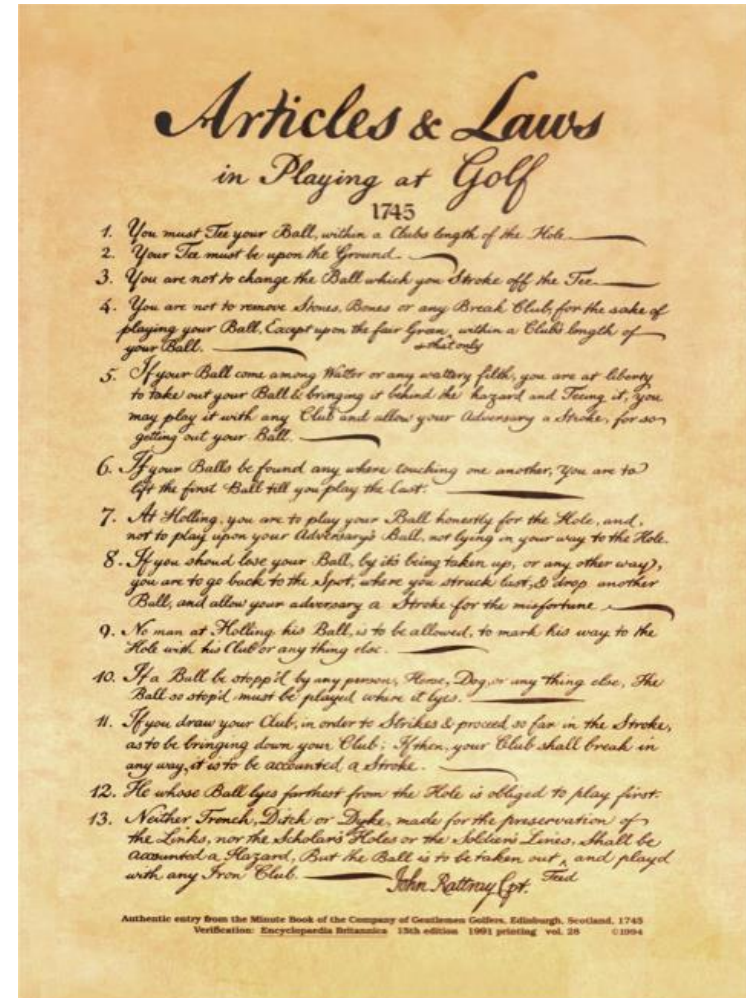 Articles & Laws
in Playing at Golf
1745
1. You must Tee your Ball, within a Clubs length of the Hole.
2. Your Tee must be upon the Ground.
3. You are not to change the Ball which you Stroke off the Tee.
4. You are not to remove Stones, Bones or any Break Club, for the sake of
playing your Ball, Except upon the fair Green, within a Club's length of
your Ball. & that only
5. If your Ball come among Watter or any wattery filth, you are at liberty
to take out your Ball & bringing it behind the hazard and Teeing it, you
may play it with any Club and allow your Adversary a Stroke, for so
getting out your Ball.
6. If your Balls be found any where touching one another, You are to
lift the first Ball till you play the last.
7. At Holling, you are to play your Ball honestly for the Hole, and,
not to play upon your Adversary's Ball, not lying in your way to the Hole.
8. If you should lose your Ball, by it's being taken up, or any other way,
you are to go back to the Spot, where you struck last, & drop another
Ball, and allow your adversary a Stroke for the misfortune
9. No man at Holling his Ball, is to be allowed, to mark his way to the
Hole with his Club or any thing else.
10. If a Ball be stopp'd by any person, Horse, Dog, or any thing else, The
Ball so stop'd must be played where it lyes.
11. If you draw your Club, in order to Strikes & proceed so far in the Stroke,
as to be bringing down your Club; If then, your Club shall break in
any way, it is to be accounted a Stroke.
12. He whose Ball lyes farthest from the Hole is obliged to play first.
13. Neither Trench, Ditch or Dyke, made for the preservation of
the Links, nor the Scholar's Holes or the Soldier's Lines, Shall be
accounted a Hazard, But the Ball is to be taken out ^ and play'd
with any Iron Club. John Rattray Cpt. Teed
Authentic entry from the Minute Book of the Company of Gentlemen Golfers, Edinburgh, Scotland, 1745
Verification: Encyclopaedia Britannica 15th edition 1991 printing vol. 28 ©1994